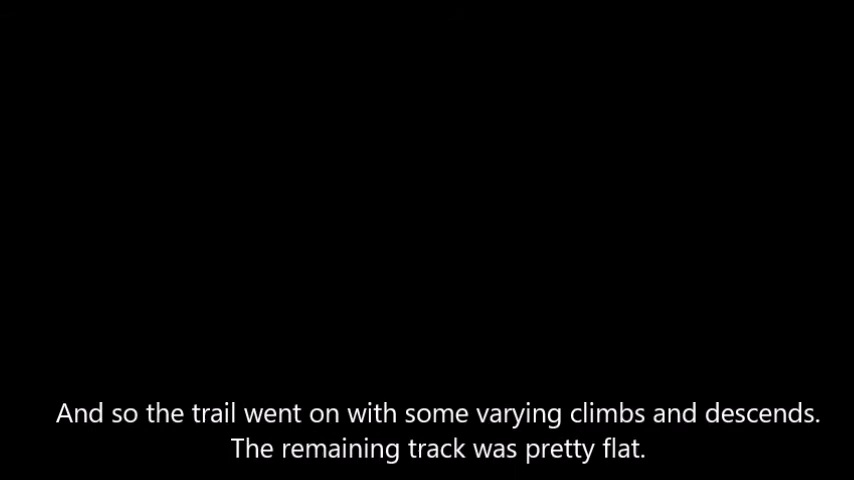 And so the trail went on with some varying climbs and descends.
The remaining track was pretty flat.